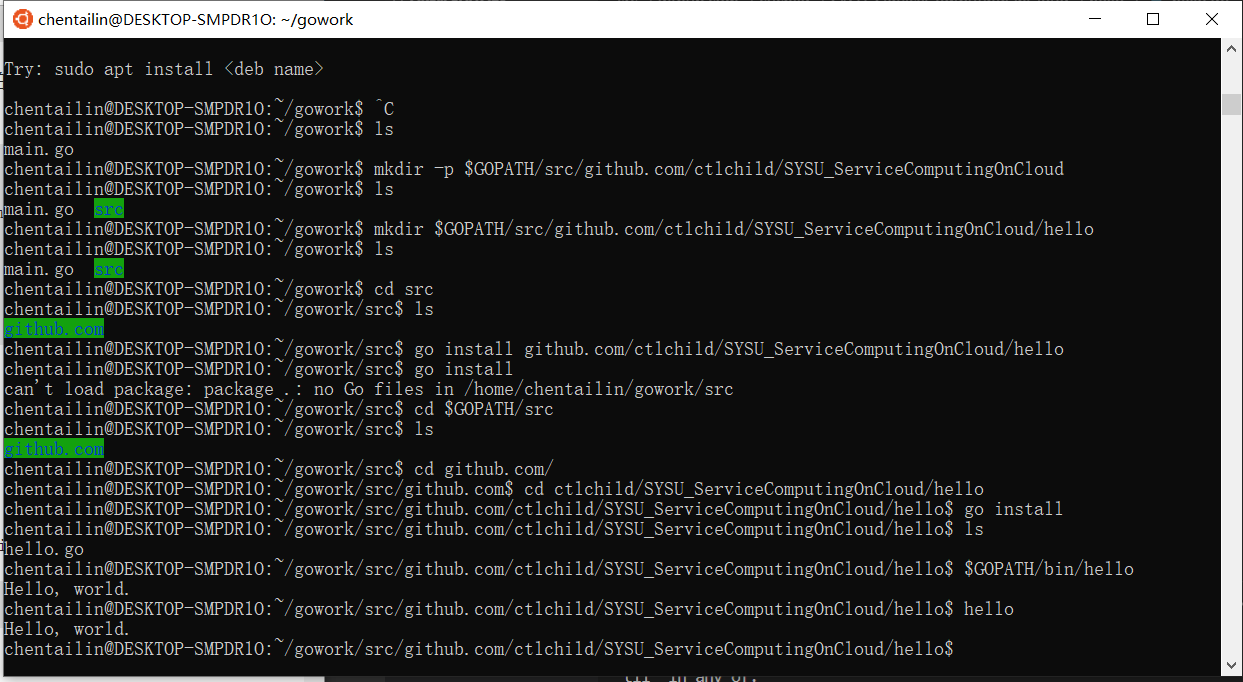 chentailin@DESKTOP-SMPDR1O: ~/gowork
Try: sudo apt install <deb name>
chentailin@DESKTOP-SMPDR1O:~/gowork$ ^C
chentailin@DESKTOP-SMPDR1O:~/gowork$ ls
main.go
chentailin@DESKTOP-SMPDR1O:~/gowork$ mkdir -p $GOPATH/src/github.com/ctlchild/SYSU_ServiceComputingOnCloud
chentailin@DESKTOP-SMPDR1O:~/gowork$ ls
main.go  src
chentailin@DESKTOP-SMPDR1O:~/gowork$ mkdir $GOPATH/src/github.com/ctlchild/SYSU_ServiceComputingOnCloud/hello
chentailin@DESKTOP-SMPDR1O:~/gowork$ ls
main.go  src
chentailin@DESKTOP-SMPDR1O:~/gowork$ cd src
chentailin@DESKTOP-SMPDR1O:~/gowork/src$ ls
github.com
chentailin@DESKTOP-SMPDR1O:~/gowork/src$ go install github.com/ctlchild/SYSU_ServiceComputingOnCloud/hello
chentailin@DESKTOP-SMPDR1O:~/gowork/src$ go install
can't load package: package .: no Go files in /home/chentailin/gowork/src
chentailin@DESKTOP-SMPDR1O:~/gowork/src$ cd $GOPATH/src
chentailin@DESKTOP-SMPDR1O:~/gowork/src$ ls
github.com
chentailin@DESKTOP-SMPDR1O:~/gowork/src$ cd github.com/
chentailin@DESKTOP-SMPDR1O:~/gowork/src/github.com$ cd ctlchild/SYSU_ServiceComputingOnCloud/hello
chentailin@DESKTOP-SMPDR1O:~/gowork/src/github.com/ctlchild/SYSU_ServiceComputingOnCloud/hello$ go install
chentailin@DESKTOP-SMPDR1O:~/gowork/src/github.com/ctlchild/SYSU_ServiceComputingOnCloud/hello$ ls
hello.go
chentailin@DESKTOP-SMPDR1O:~/gowork/src/github.com/ctlchild/SYSU_ServiceComputingOnCloud/hello$ $GOPATH/bin/hello
Hello, world.
chentailin@DESKTOP-SMPDR1O:~/gowork/src/github.com/ctlchild/SYSU_ServiceComputingOnCloud/hello$ hello
Hello, world.
chentailin@DESKTOP-SMPDR1O:~/gowork/src/github.com/ctlchild/SYSU_ServiceComputingOnCloud/hello$